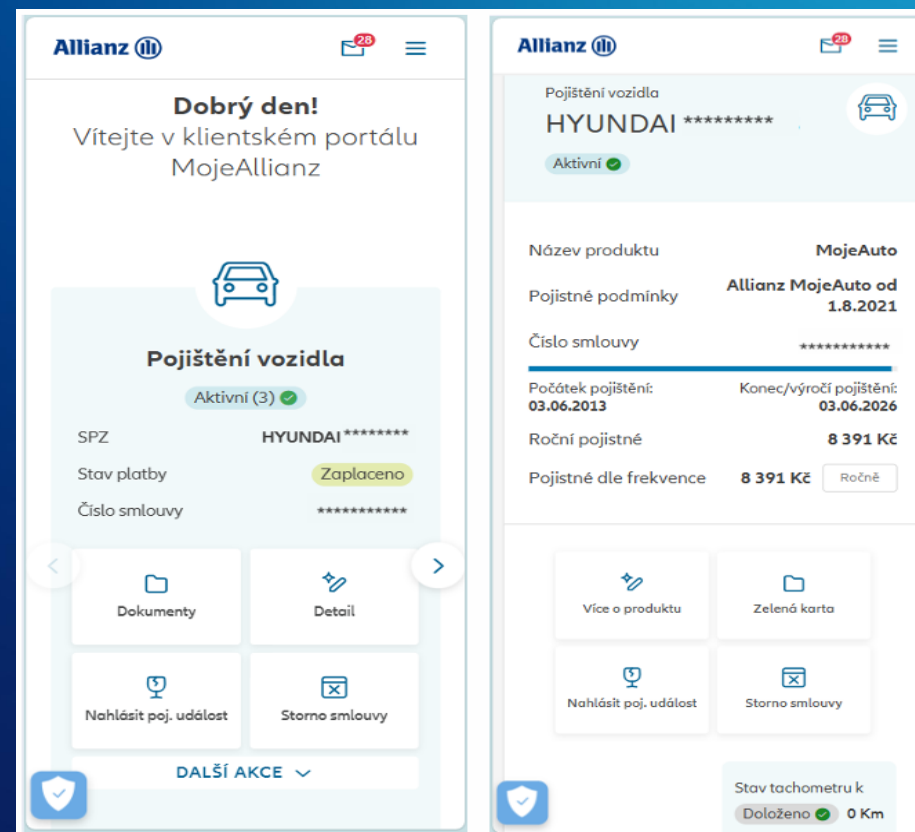 Allianz
28
Dobrý den!
Vítejte v klientském portálu
MojeAllianz
Pojištění vozidla
Aktivní (3)
SPZ HYUNDAI ********
Stav platby Zaplaceno
Číslo smlouvy ***********
Dokumenty Detail
Nahlásit poj. událost Storno smlouvy
DALŠÍ AKCE
Allianz
28
Pojištění vozidla
HYUNDAI *********
Aktivní
Název produktu MojeAuto
Pojistné podmínky Allianz MojeAuto od
1.8.2021
Číslo smlouvy ***********
Počátek pojištění: Konec/výročí pojištění:
03.06.2013 03.06.2026
Roční pojistné 8 391 Kč
Pojistné dle frekvence 8 391 Kč Ročně
Více o produktu Zelená karta
Nahlásit poj. událost Storno smlouvy
Stav tachometru k
Doloženo 0 Km